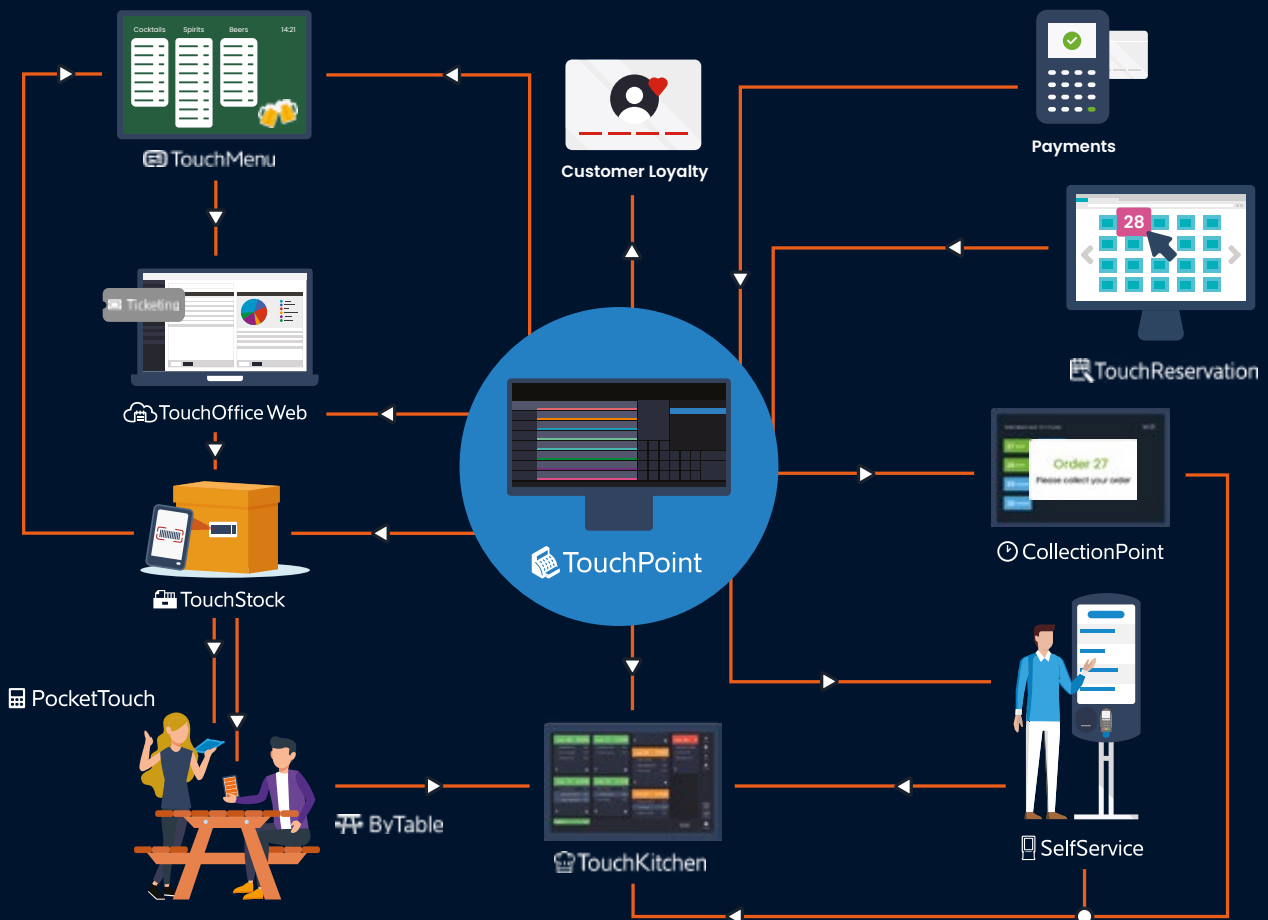 Cocktails Spirits Beers 14:21
TouchMenu
Customer Loyalty
Payments
28
TouchReservation
Ticketing
TouchOffice Web
Order 27
Please collect your order
CollectionPoint
TouchPoint
TouchStock
PocketTouch
ByTable
TouchKitchen
SelfService